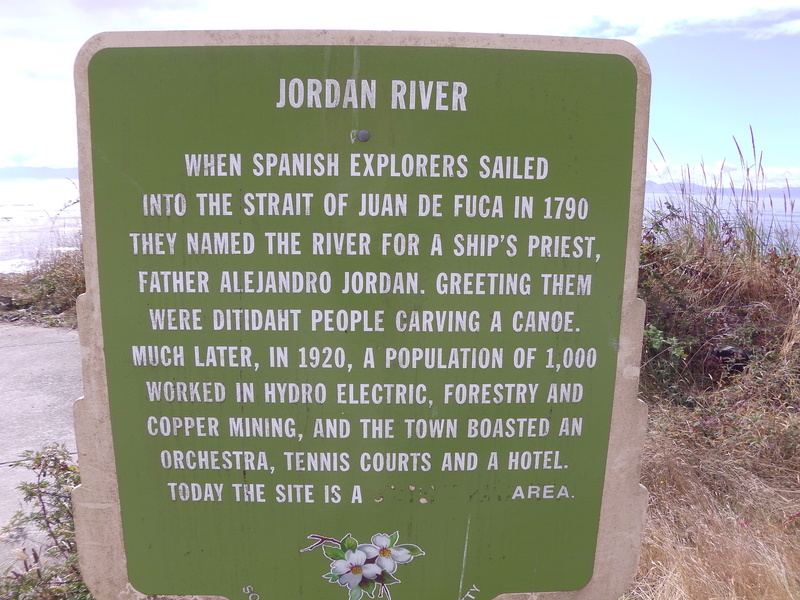 JORDAN RIVER
WHEN SPANISH EXPLORERS SAILED
INTO THE STRAIT OF JUAN DE FUCA IN 1790
THEY NAMED THE RIVER FOR A SHIP'S PRIEST,
FATHER ALEJANDRO JORDAN. GREETING THEM
WERE DITIDAHT PEOPLE CARVING A CANOE.
MUCH LATER, IN 1920, A POPULATION OF 1,000
WORKED IN HYDRO ELECTRIC, FORESTRY AND
COPPER MINING, AND THE TOWN BOASTED AN
ORCHESTRA, TENNIS COURTS AND A HOTEL.
TODAY THE SITE IS A AREA.